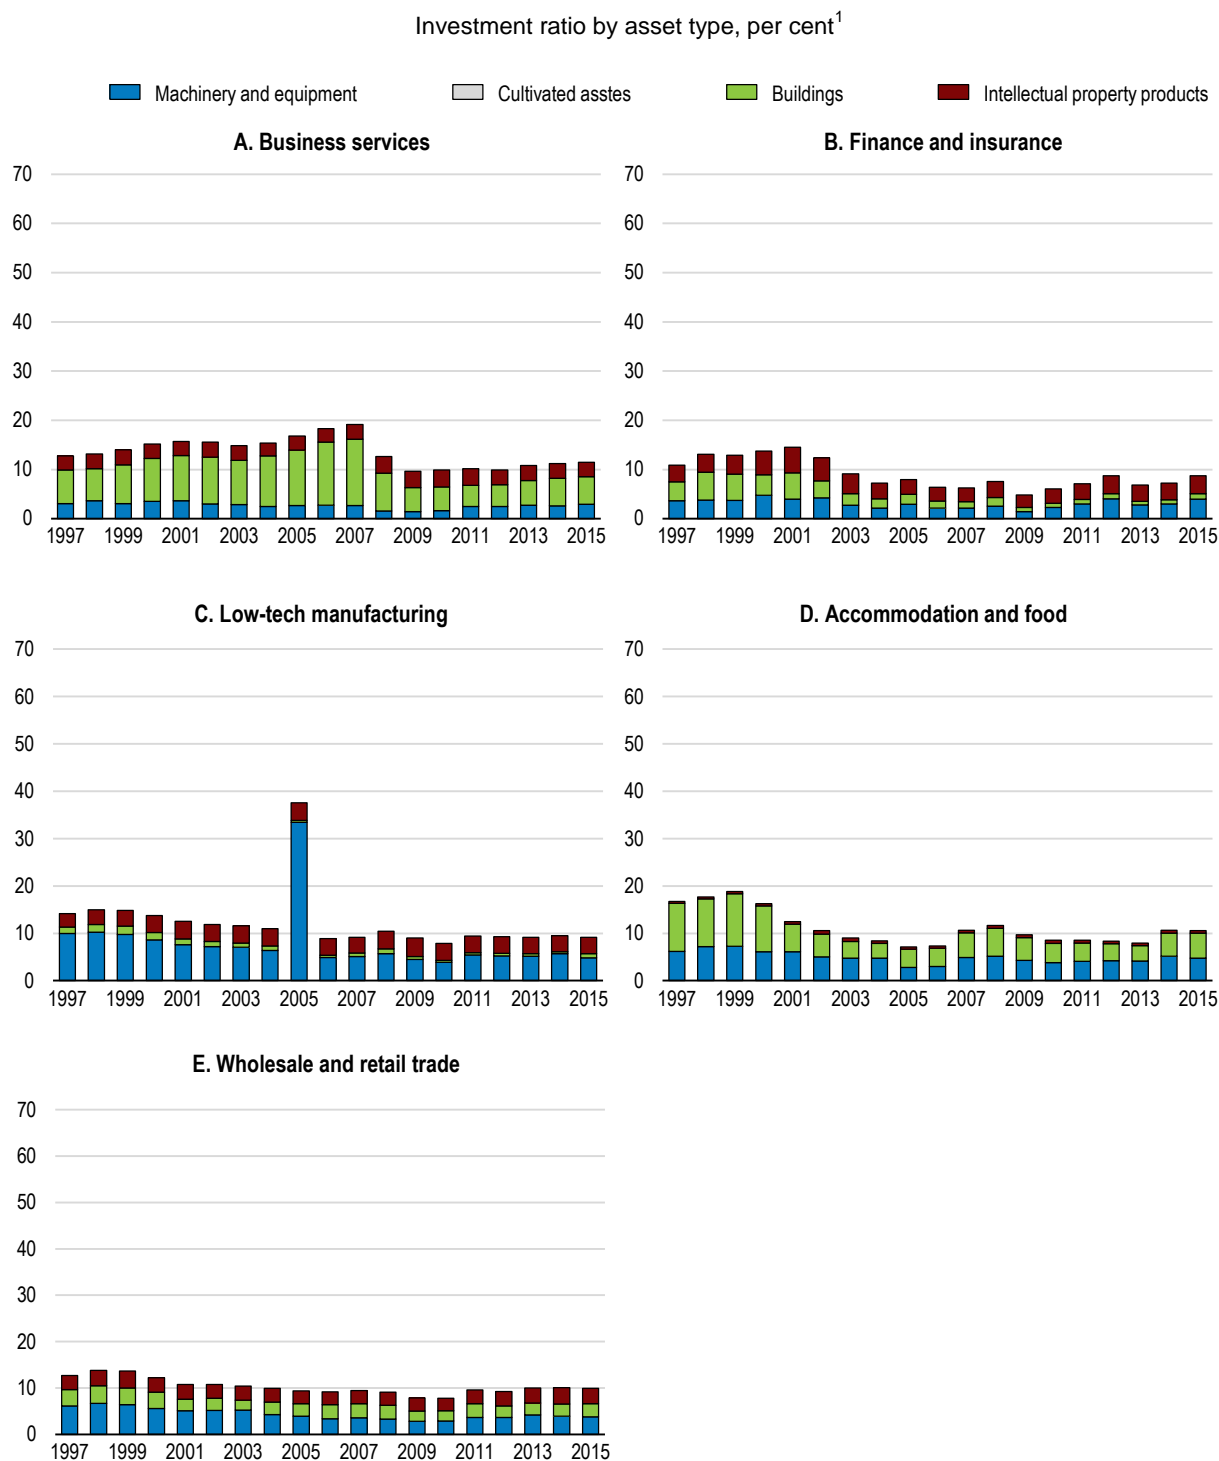 Investment ratio by asset type, per cent1
Machinery and equipment
Cultivated asstes
Buildings
Intellectual property products
A. Business services
70
60
50
40
30
20
10
0
1997 1999 2001 2003 2005 2007 2009 2011 2013 2015
B. Finance and insurance
70
60
50
40
30
20
10
0
1997 1999 2001 2003 2005 2007 2009 2011 2013 2015
C. Low-tech manufacturing
70
60
50
40
30
20
10
0
1997 1999 2001 2003 2005 2007 2009 2011 2013 2015
D. Accommodation and food
70
60
50
40
30
20
10
0
1997 1999 2001 2003 2005 2007 2009 2011 2013 2015
E. Wholesale and retail trade
70
60
50
40
30
20
10
0
1997 1999 2001 2003 2005 2007 2009 2011 2013 2015